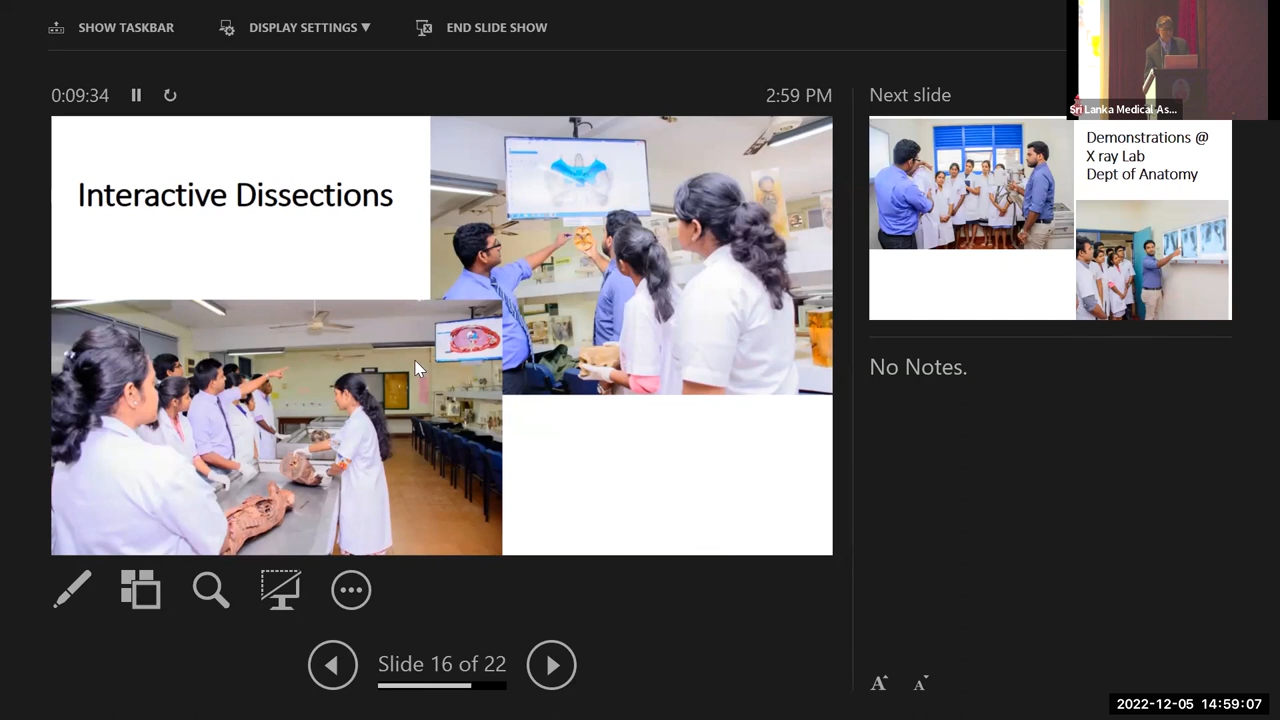 SHOW TASKBAR
DISPLAY SETTINGS ▼
END SLIDE SHOW
Sri Lanka Medical As...
0:09:34
2:59 PM
Next slide
Interactive Dissections
Demonstrations @
X ray Lab
Dept of Anatomy
No Notes.
Slide 16 of 22
A A
2022-12-05 14:59:07